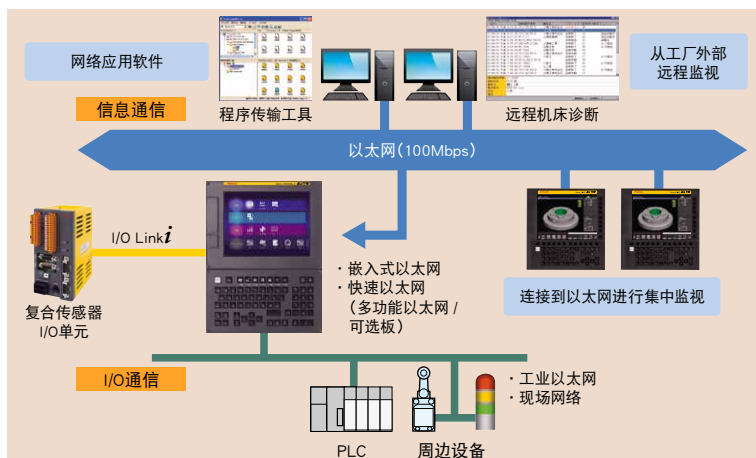 网络应用软件
从工厂外部
远程监视
信息通信
程序传输工具
远程机床诊断
以太网(100Mbps)
I/O Link i
・嵌入式以太网
・快速以太网
(多功能以太网 /
可选板)
连接到以太网进行集中监视
复合传感器
I/O单元
I/O通信
・工业以太网
・现场网络
PLC
周边设备